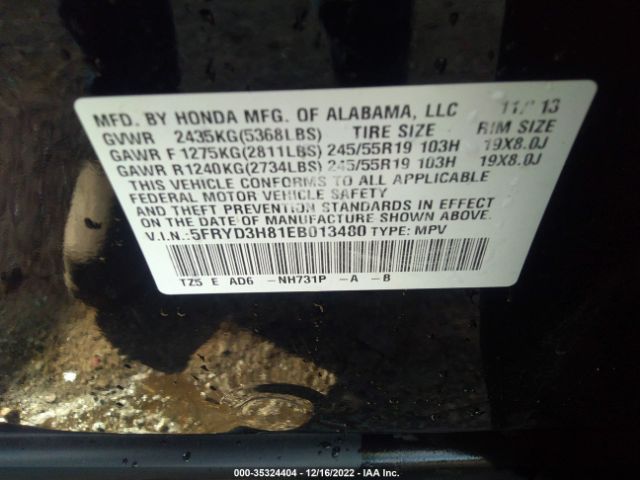 MFD. BY HONDA MFG. OF ALABAMA, LLC 11/ 13
GVWR 2435KG(5368LBS) TIRE SIZE RIM SIZE
GAWR F 1275KG(2811LBS) 245/55R19 103H 19X8.0J
GAWR R1240KG(2734LBS) 245/55R19 103H 19X8.0J
THIS VEHICLE CONFORMS TO ALL APPLICABLE
FEDERAL MOTOR VEHICLE SAFETY
AND THEFT PREVENTION STANDARDS IN EFFECT
ON THE DATE OF MANUFACTURE SHOWN ABOVE.
V.I.N.:5FRYD3H81EB013480 TYPE: MPV
TZ5 E AD6 -NH731P -A -B
000-35324404 - 12/16/2022 - IAA Inc.